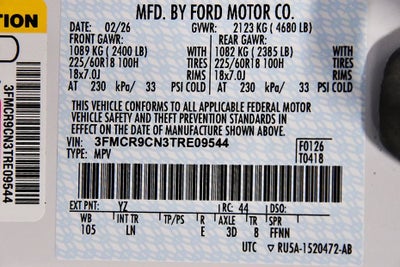 TION
3FMCR9CN3TRE09544
MFD. BY FORD MOTOR CO.
DATE: 02/26 GVWR: 2123 KG ( 4680 LB)
FRONT GAWR: REAR GAWR:
1089 KG ( 2400 LB) WITH 1082 KG ( 2385 LB) WITH
225/60R18 100H TIRES 225/60R18 100H TIRES
18x7.0J RIMS 18x7.0J RIMS
AT 230 kPa/ 33 PSI COLD AT 230 kPa/ 33 PSI COLD
THIS VEHICLE CONFORMS TO ALL APPLICABLE FEDERAL MOTOR
VEHICLE SAFETY AND THEFT PREVENTION STANDARDS IN
EFFECT ON THE DATE OF MANUFACTURE SHOWN ABOVE.
VIN: 3FMCR9CN3TRE09544 F0126
TYPE: MPV T0418
EXT PNT: YZ RC: 44 DSO:
WB INT TR TP/PS R AXLE TR SPR
105 LN E 3D 8 FFNN
UTC ▽ RU5A-1520472-AB